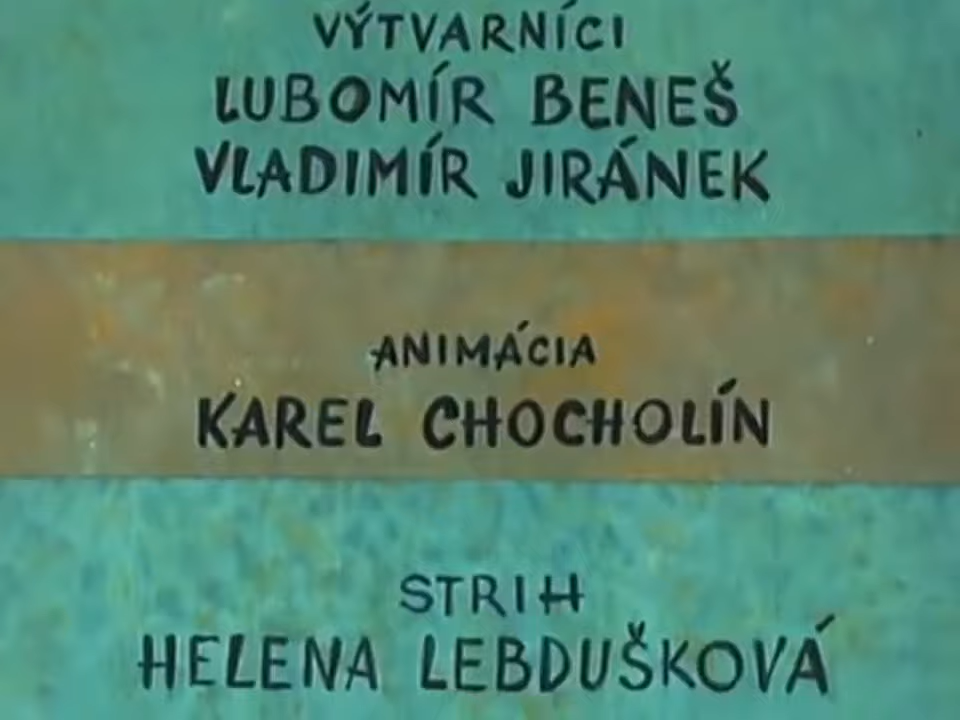 VÝTVARNÍCI
LUBOMÍR BENEŠ
VLADIMÍR JIRÁNEK
ANIMÁCIA
KAREL CHOCHOLÍN
STRIH
HELENA LEBDUŠKOVÁ